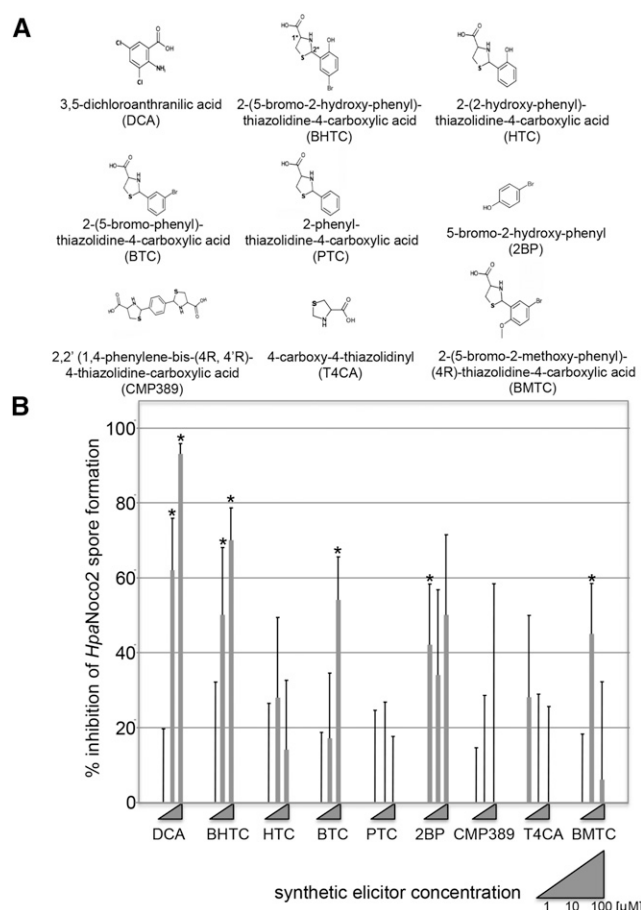 A
3,5-dichloroanthranilic acid
(DCA)
2-(5-bromo-2-hydroxy-phenyl)-
thiazolidine-4-carboxylic acid
(BHTC)
2-(2-hydroxy-phenyl)-
thiazolidine-4-carboxylic acid
(HTC)
2-(5-bromo-phenyl)-
thiazolidine-4-carboxylic acid
(BTC)
2-phenyl-
thiazolidine-4-carboxylic acid
(PTC)
5-bromo-2-hydroxy-phenyl
(2BP)
2,2' (1,4-phenylene-bis-(4R, 4'R)-
4-thiazolidine-carboxylic acid
(CMP389)
4-carboxy-4-thiazolidinyl
(T4CA)
2-(5-bromo-2-methoxy-phenyl)-
(4R)-thiazolidine-4-carboxylic acid
(BMTC)
B
% inhibition of HpaNoco2 spore formation
100
80
60
40
20
0
DCA BHTC HTC BTC PTC 2BP CMP389 T4CA BMTC
synthetic elicitor concentration
1 10 100 [µM]